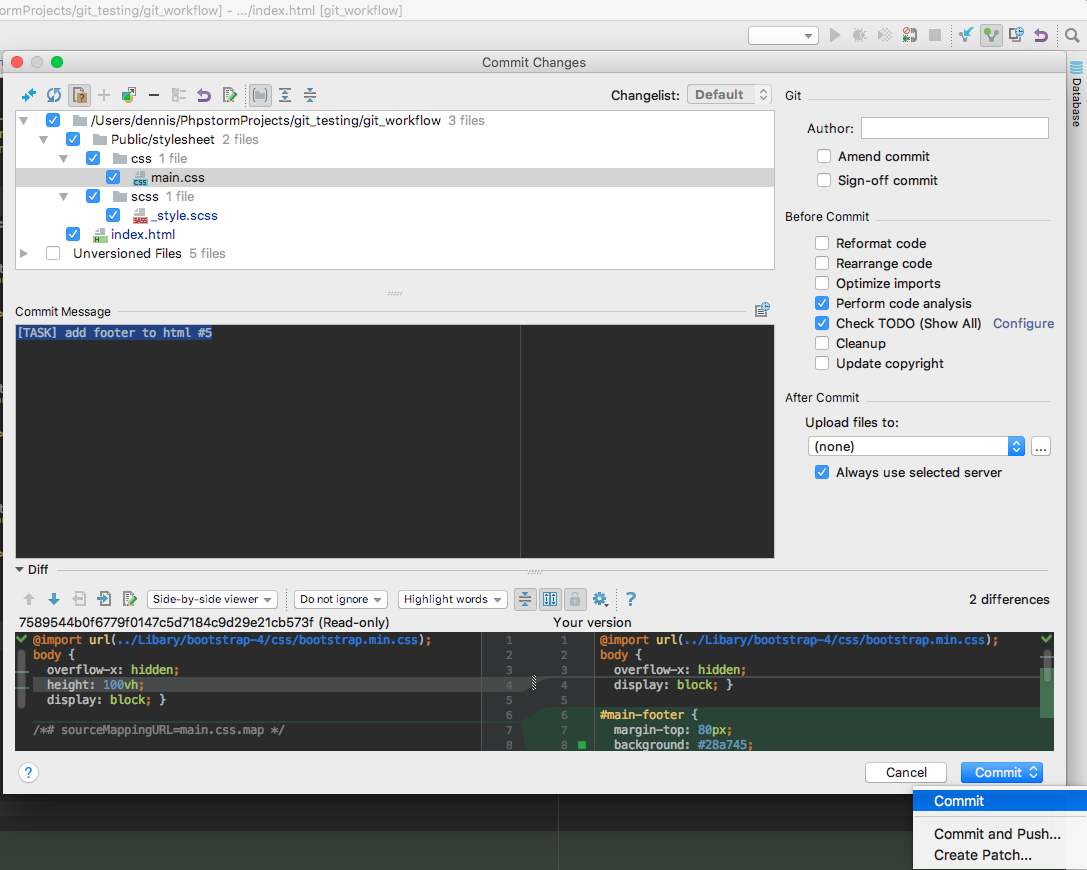 ormProjects/git_testing/git_workflow] - .../index.html [git_workflow]
Commit Changes
Changelist: Default
Git
Database
/Users/dennis/PhpstormProjects/git_testing/git_workflow 3 files
Public/stylesheet 2 files
css 1 file
CSS main.css
scss 1 file
SASS _style.scss
H index.html
Unversioned Files 5 files
Author:
Amend commit
Sign-off commit
Before Commit
Reformat code
Rearrange code
Optimize imports
Perform code analysis
Check TODO (Show All) Configure
Cleanup
Update copyright
After Commit
Upload files to:
(none) ...
Always use selected server
Commit Message
[TASK] add footer to html #5
Diff
Side-by-side viewer Do not ignore Highlight words ? 2 differences
7589544b0f6779f0147c5d7184c9d29e21cb573f (Read-only) Your version
@import url(../Libary/bootstrap-4/css/bootstrap.min.css); 1 1 @import url(../Libary/bootstrap-4/css/bootstrap.min.css);
body { 2 2 body {
overflow-x: hidden; 3 3 overflow-x: hidden;
height: 100vh; 4 4 display: block; }
display: block; } 5 5
6 6 #main-footer {
/*# sourceMappingURL=main.css.map */ 7 7 margin-top: 80px;
8 8 background: #28a745;
? Cancel Commit
Commit
Commit and Push...
Create Patch...